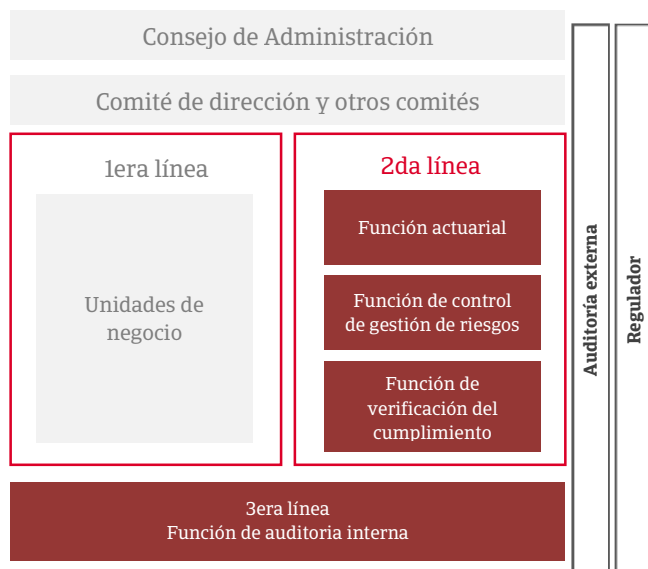 Consejo de Administración
Comité de dirección y otros comités
1era línea
Unidades de
negocio
2da línea
Función actuarial
Función de control
de gestión de riesgos
Función de
verificación del
cumplimiento
3era línea
Función de auditoria interna
Auditoría externa
Regulador